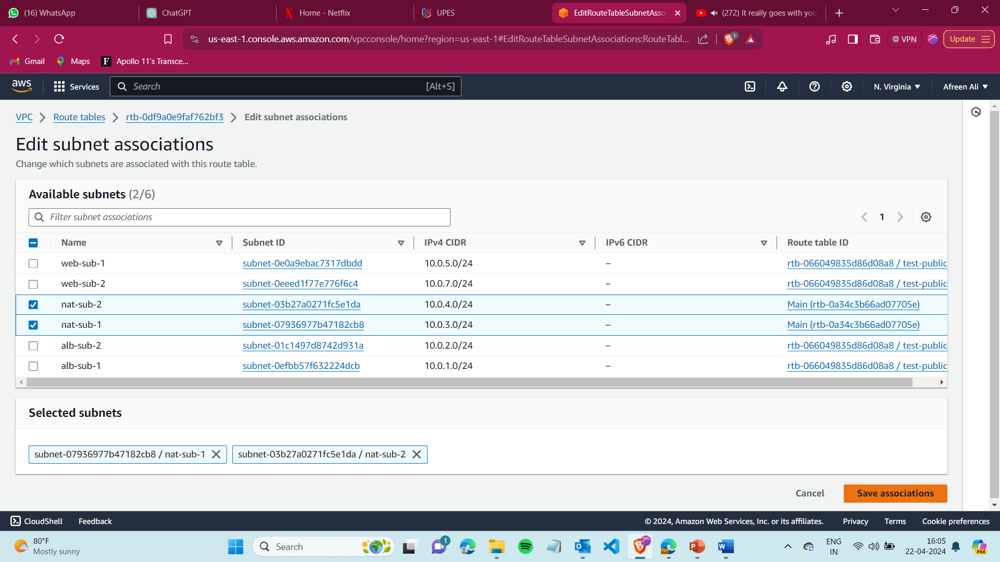 (16) WhatsApp
ChatGPT
Home - Netflix
UPES
EditRouteTableSubnetAsso
(272) It really goes with you
us-east-1.console.aws.amazon.com/vpcconsole/home?region=us-east-1#EditRouteTableSubnetAssociations:RouteTabl...
1
VPN
Update
Gmail
Maps
F
Apollo 11's Transce...
aws
Services
Search
[Alt+S]
N. Virginia
Afreen Ali
VPC
Route tables
rtb-0df9a0e9faf762bf3
Edit subnet associations
Edit subnet associations
Change which subnets are associated with this route table.
Available subnets (2/6)
Filter subnet associations
1
Name Subnet ID IPv4 CIDR IPv6 CIDR Route table ID
web-sub-1 subnet-0e0a9ebac7317dbdd 10.0.5.0/24 – rtb-066049835d86d08a8 / test-public
web-sub-2 subnet-0eeed1f77e776f6c4 10.0.7.0/24 – rtb-066049835d86d08a8 / test-public
nat-sub-2 subnet-03b27a0271fc5e1da 10.0.4.0/24 – Main (rtb-0a34c3b66ad07705e)
nat-sub-1 subnet-07936977b47182cb8 10.0.3.0/24 – Main (rtb-0a34c3b66ad07705e)
alb-sub-2 subnet-01c1497d8742d931a 10.0.2.0/24 – rtb-066049835d86d08a8 / test-public
alb-sub-1 subnet-0efbb57f632224dcb 10.0.1.0/24 – rtb-066049835d86d08a8 / test-public
Selected subnets
subnet-07936977b47182cb8 / nat-sub-1
subnet-03b27a0271fc5e1da / nat-sub-2
Cancel
Save associations
CloudShell
Feedback
© 2024, Amazon Web Services, Inc. or its affiliates.
Privacy
Terms
Cookie preferences
80°F
Mostly sunny
Search
1
ENG
IN
16:05
22-04-2024
PRE